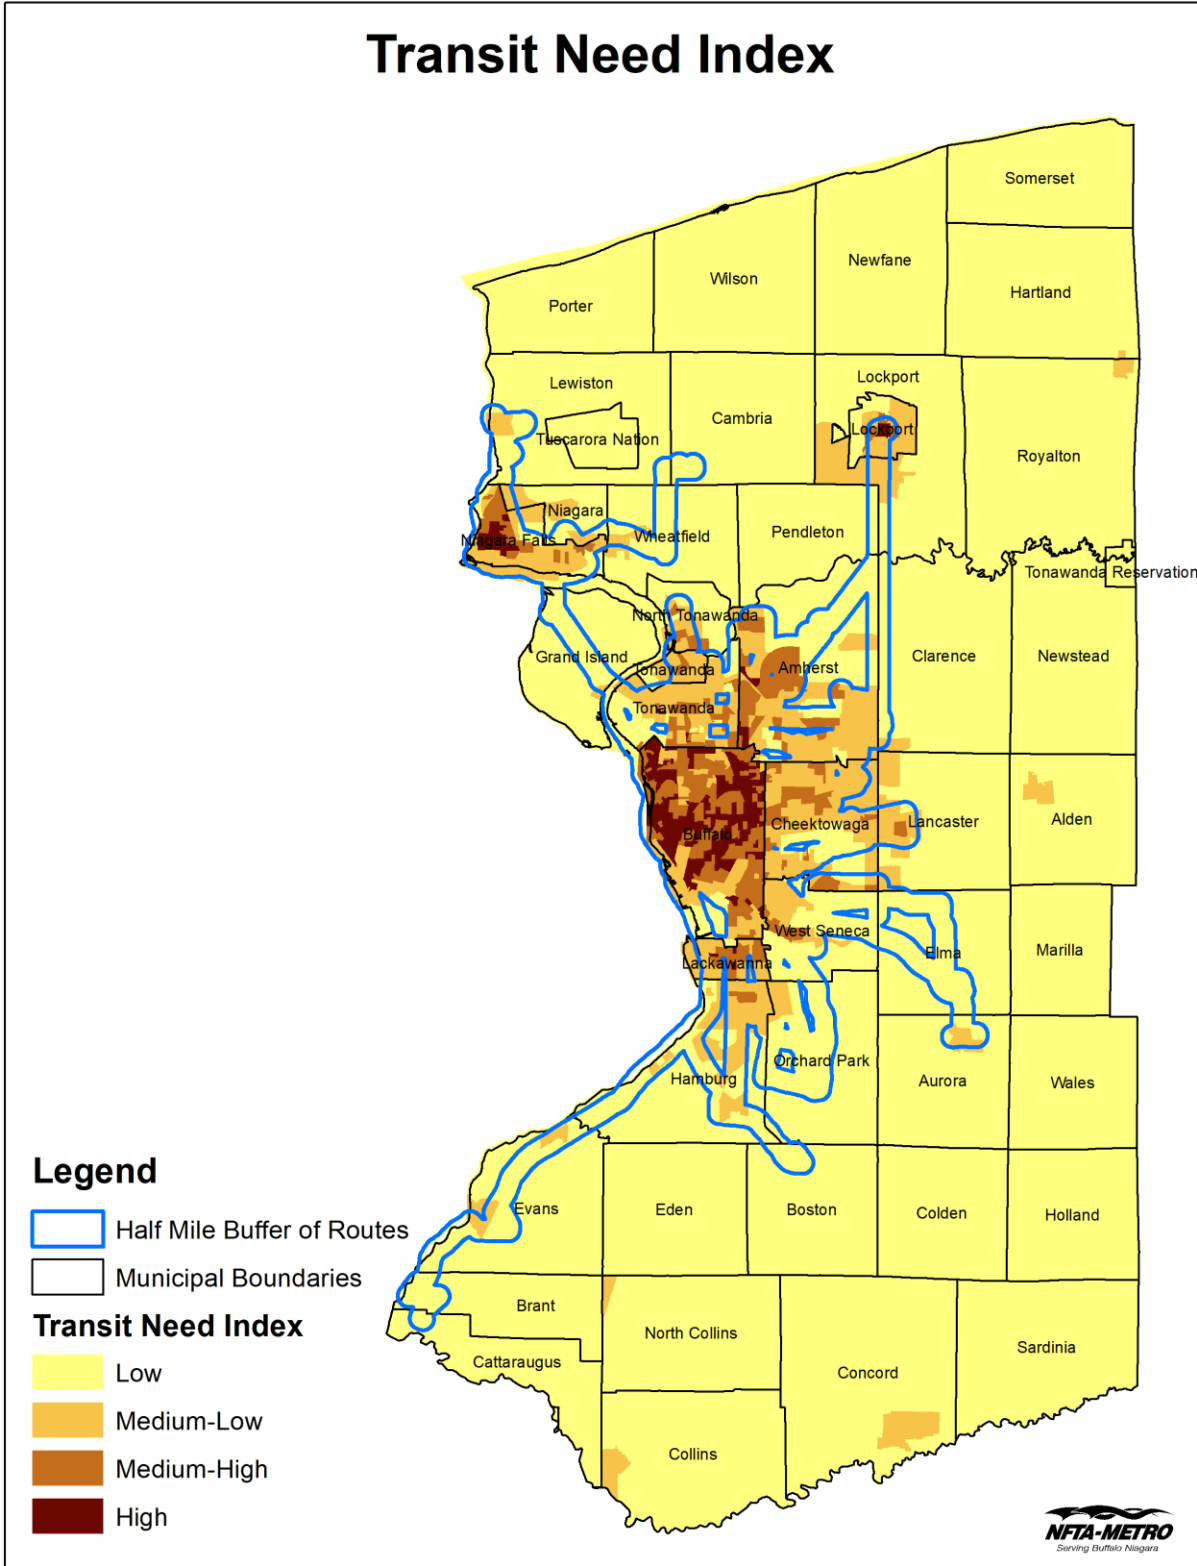 Transit Need Index
Somerset
Newfane
Wilson
Hartland
Porter
Lockport
Lewiston
Cambria
Lockport
Tuscarora Nation
Royalton
Niagara
Pendleton
Wheatfield
Niagara Falls
Tonawanda Reservation
North Tonawanda
Grand Island
Clarence
Newstead
Amherst
Tonawanda
Tonawanda
Alden
Lancaster
Cheektowaga
Buffalo
West Seneca
Marilla
Elma
Lackawanna
Orchard Park
Hamburg
Aurora
Wales
Legend
Half Mile Buffer of Routes
Municipal Boundaries
Evans
Eden
Boston
Colden
Holland
Brant
North Collins
Sardinia
Cattaraugus
Concord
Collins
Transit Need Index
Low
Medium-Low
Medium-High
High
NFTA-METRO
Serving Buffalo Niagara